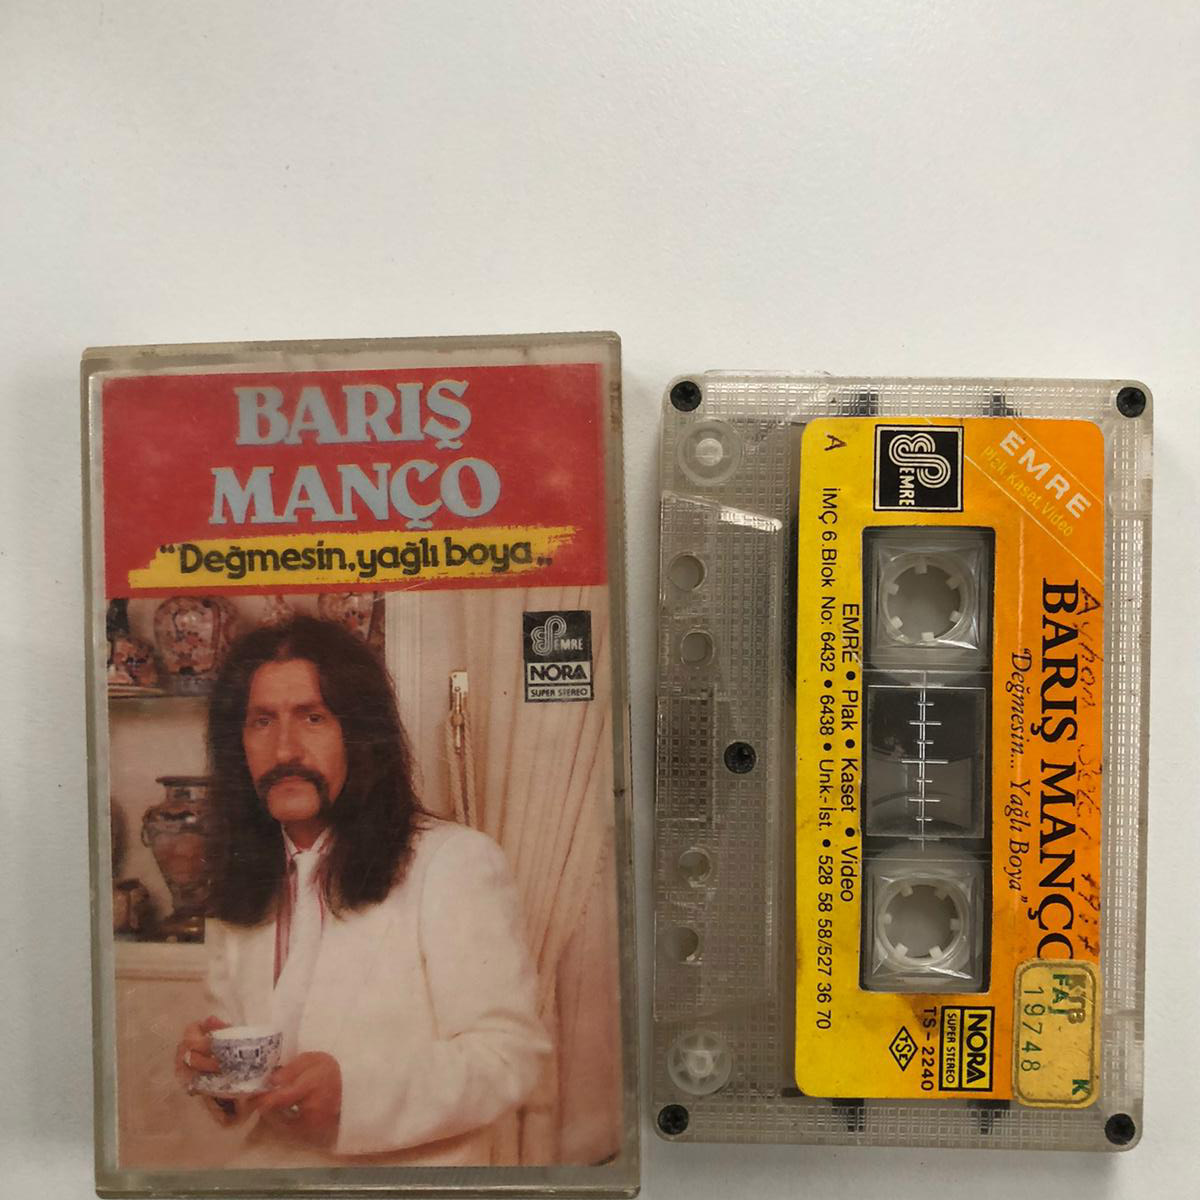 BARIŞ
MANÇO
"Değmesin.yağlı boya„
EMRE
NORA
SUPER STEREO
EMRE
Plak.Kaset.Video
BARIŞ MANÇO
"Değmesin... Yağlı Boya"
EMRE
A
EMRE • Plak • Kaset • Video
İMÇ 6.Blok No: 6432 • 6438 • Unk.-İst. • 528 58 58/527 36 70
NORA
SUPER STEREO
TS-2240
TSE
19748
K